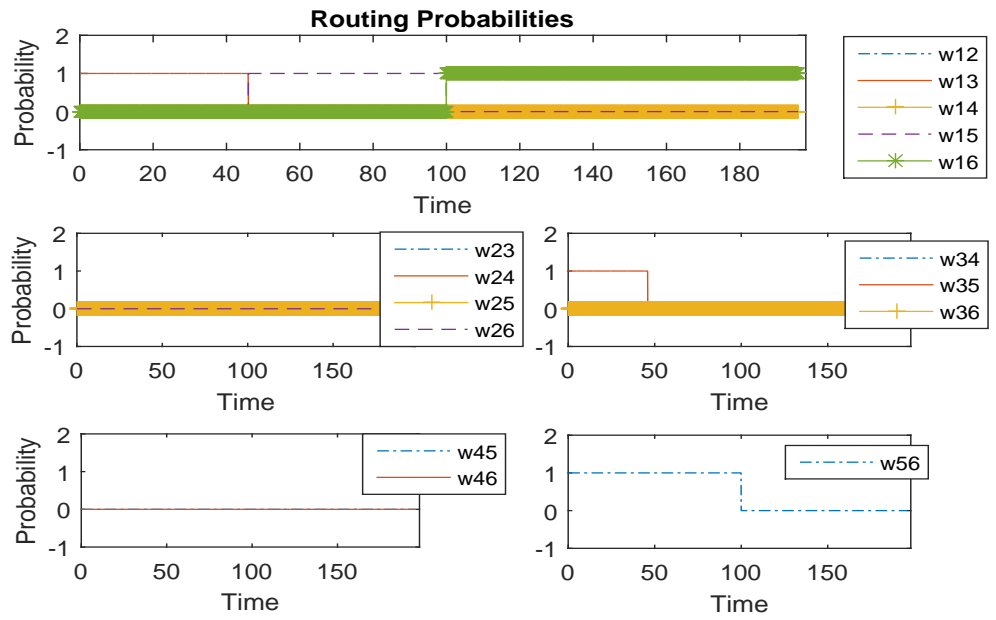 Routing Probabilities
Probability
2
1
0
-1
0 20 40 60 80 100 120 140 160 180
Time
w12
w13
w14
w15
w16
Probability
2
1
0
-1
0 50 100 150
Time
w23
w24
w25
w26
2
1
0
-1
0 50 100 150
Time
w34
w35
w36
Probability
2
1
0
-1
0 50 100 150
Time
w45
w46
2
1
0
-1
0 50 100 150
Time
w56